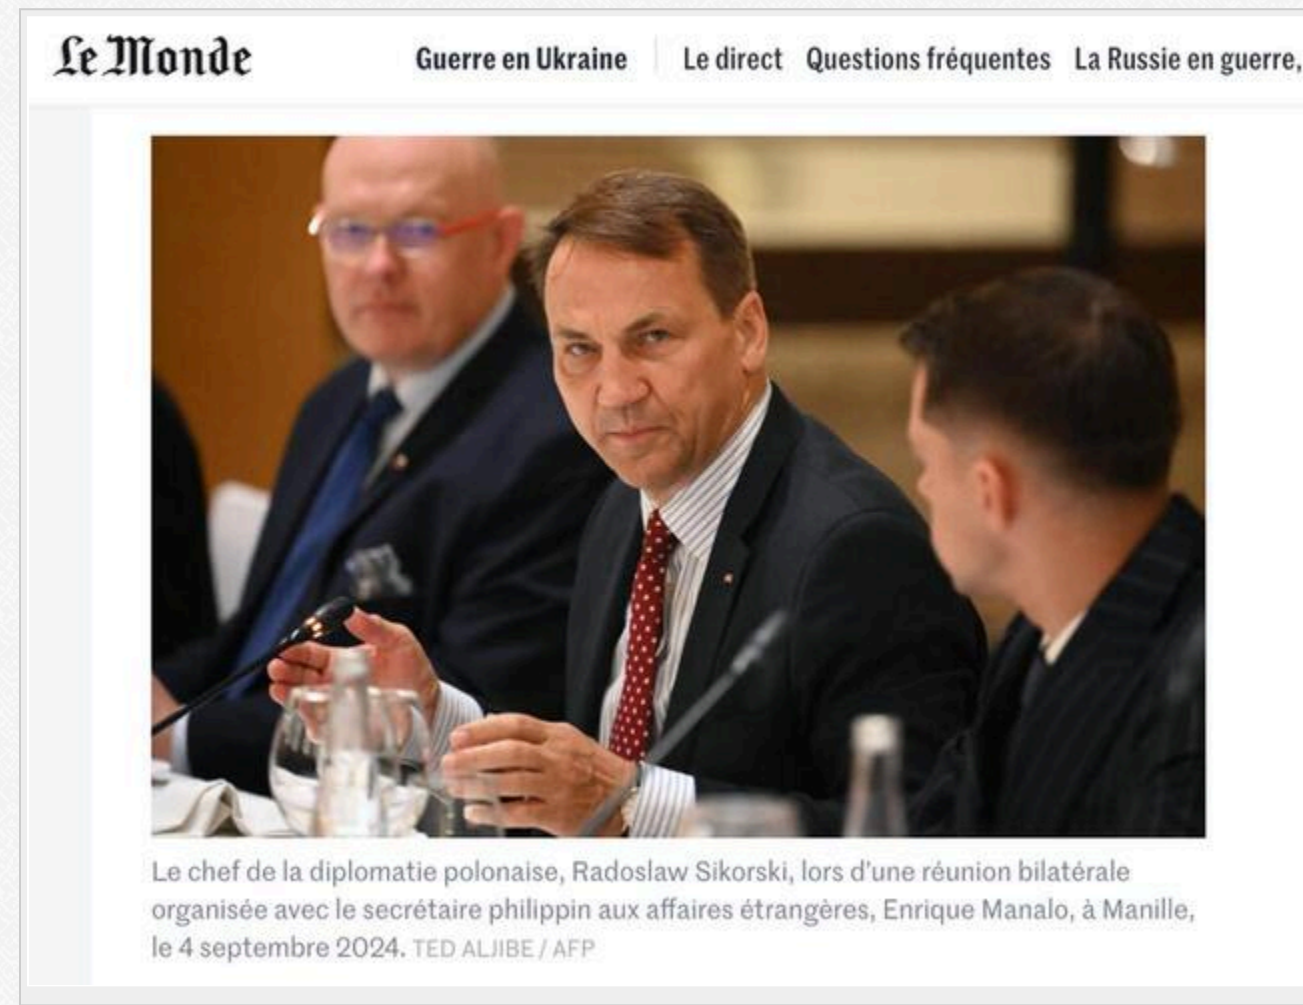 Le Monde
Guerre en Ukraine Le direct Questions fréquentes La Russie en guerre,
Le chef de la diplomatie polonaise, Radoslaw Sikorski, lors d'une réunion bilatérale
organisée avec le secrétaire philippin aux affaires étrangères, Enrique Manalo, à Manille,
le 4 septembre 2024. TED ALJIBE / AFP